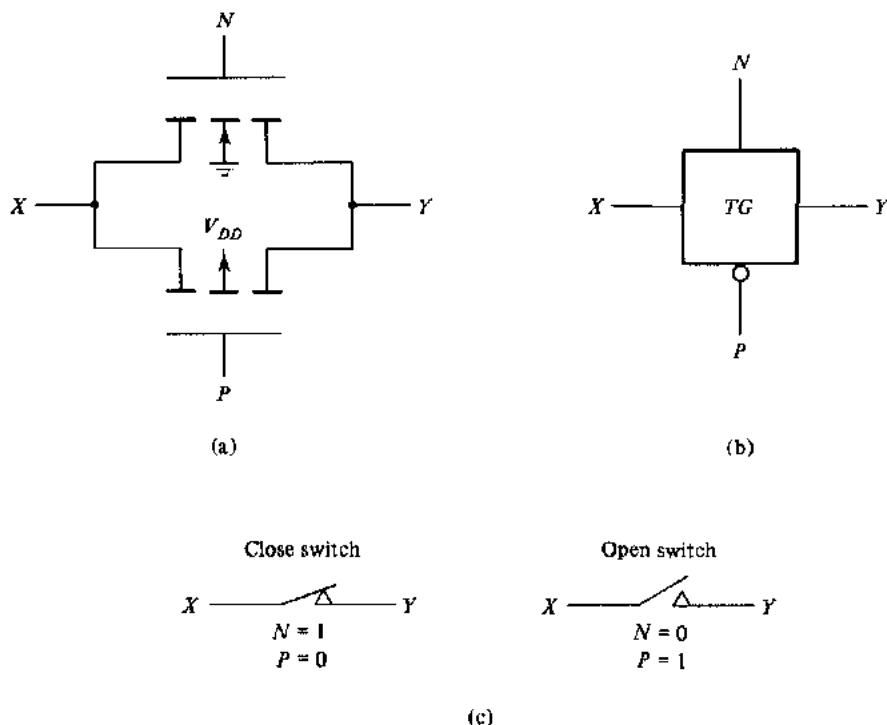 N
X
V_DD
Y
P
(a)
N
X
TG
Y
P
(b)
Close switch
X
Y
N = 1
P = 0
Open switch
X
Y
N = 0
P = 1
(c)